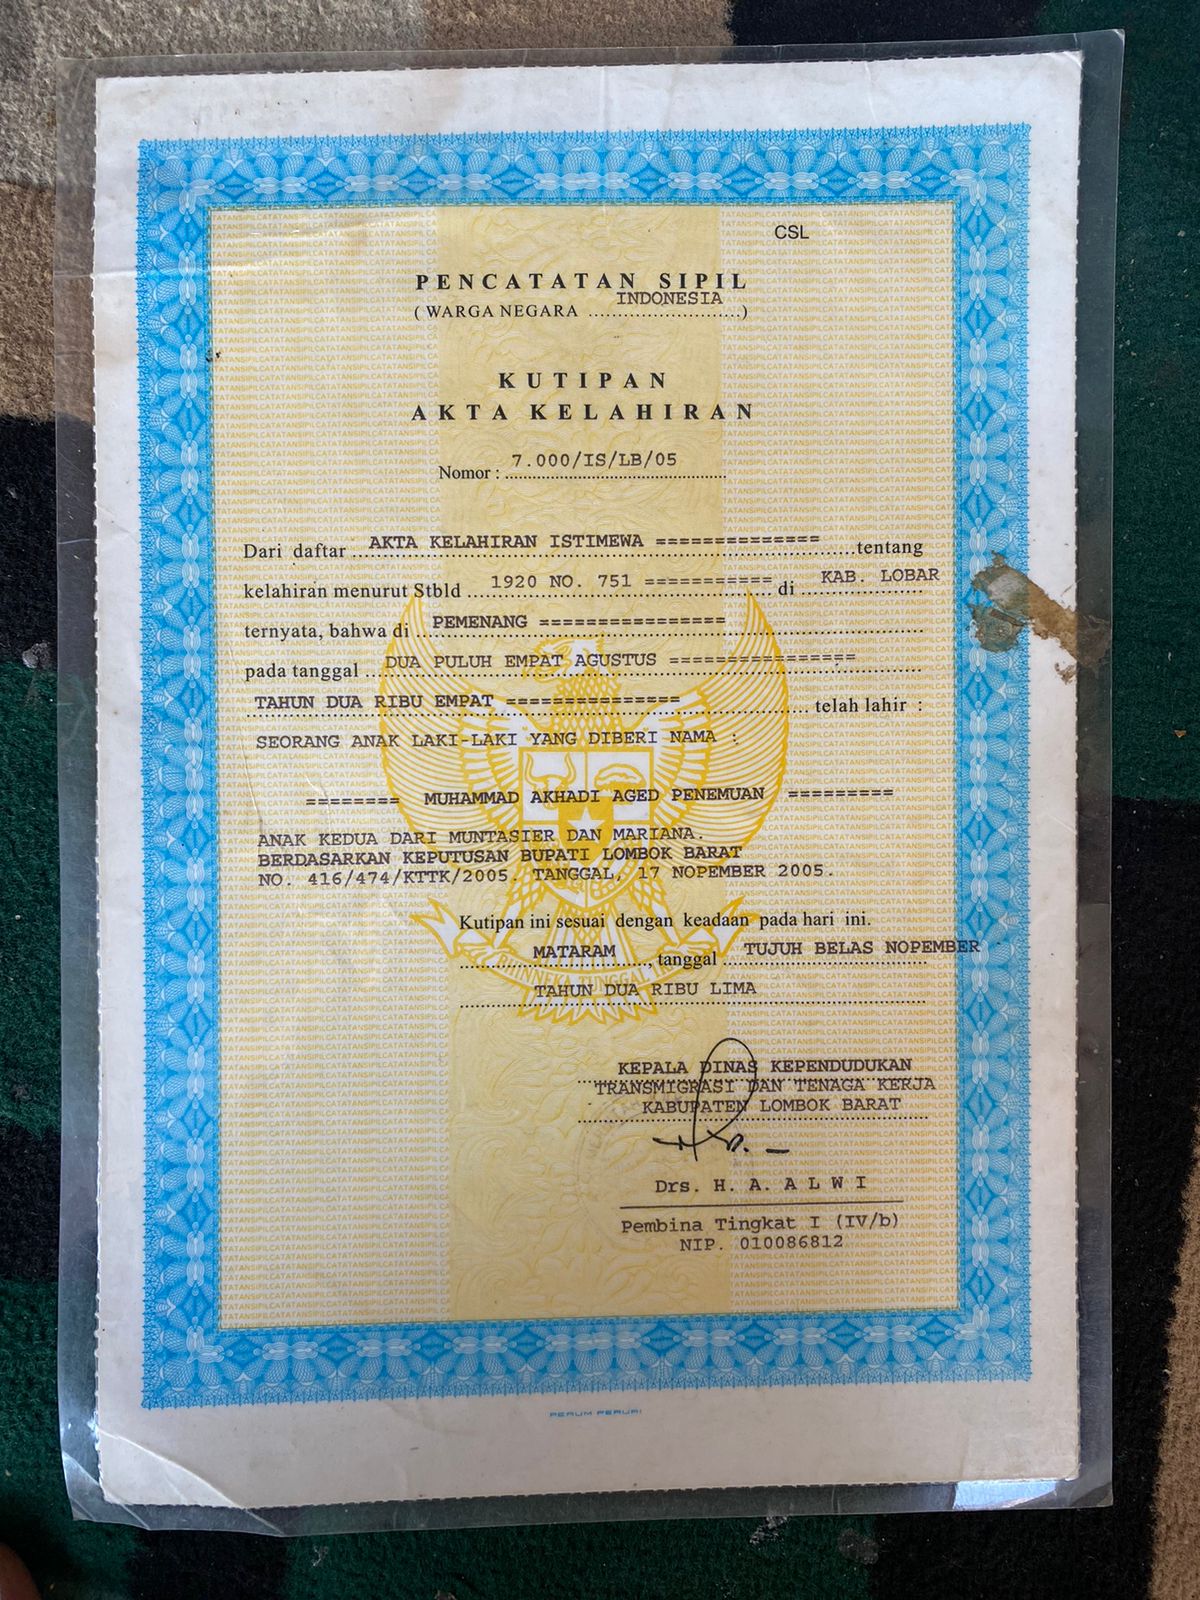 CSL
PENCATATAN SIPIL
( WARGA NEGARA INDONESIA )
KUTIPAN
AKTA KELAHIRAN
Nomor : 7.000/IS/LB/05
Dari daftar AKTA KELAHIRAN ISTIMEWA ============== tentang
kelahiran menurut Stbld 1920 NO. 751 =========== di KAB. LOBAR
ternyata, bahwa di PEMENANG ================
pada tanggal DUA PULUH EMPAT AGUSTUS ================
TAHUN DUA RIBU EMPAT =============== telah lahir :
SEORANG ANAK LAKI-LAKI YANG DIBERI NAMA :
======== MUHAMMAD AKHADI AGED PENEMUAN =========
ANAK KEDUA DARI MUNTASIER DAN MARIANA.
BERDASARKAN KEPUTUSAN BUPATI LOMBOK BARAT
NO. 416/474/KTTK/2005. TANGGAL, 17 NOPEMBER 2005.
Kutipan ini sesuai dengan keadaan pada hari ini.
MATARAM, tanggal TUJUH BELAS NOPEMBER
TAHUN DUA RIBU LIMA
KEPALA DINAS KEPENDUDUKAN
TRANSMIGRASI DAN TENAGA KERJA
KABUPATEN LOMBOK BARAT
Drs. H. A. A L W I
Pembina Tingkat I (IV/b)
NIP. 010086812
PERUM PERURI